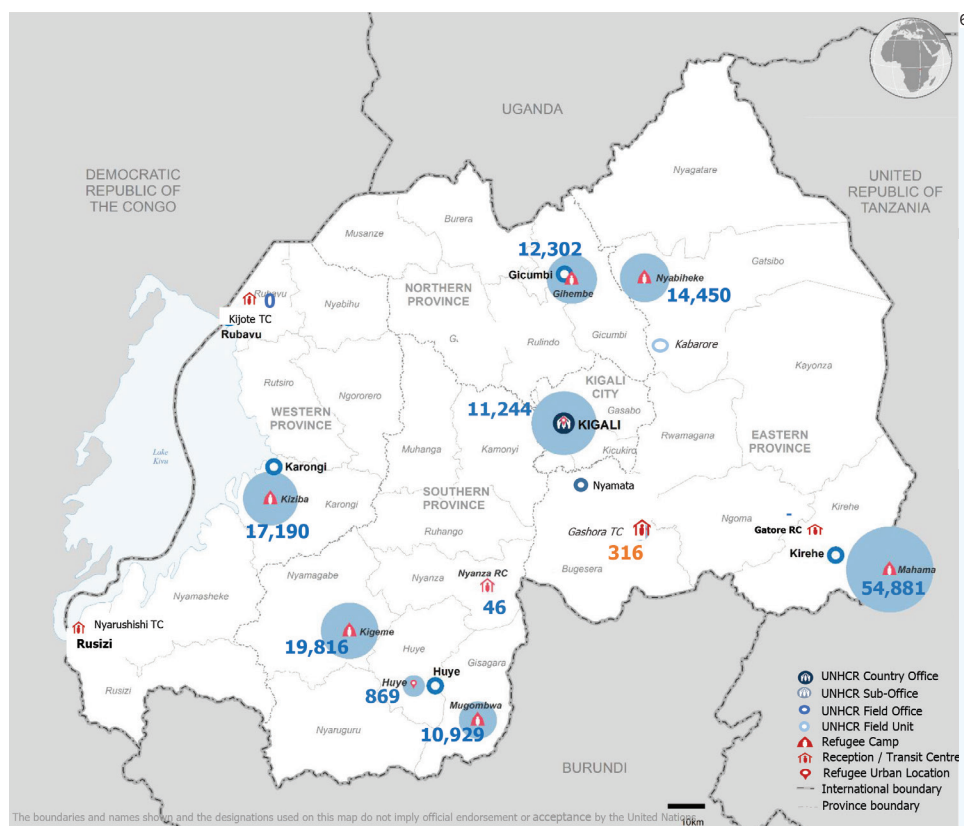 6
UGANDA
DEMOCRATIC
REPUBLIC OF
THE CONGO
UNITED
REPUBLIC OF
TANZANIA
Nyagatare
Burera
Musanze
12,302
Gicumbi
Gihembe
Nyabiheke
14,450
Gatsibo
NORTHERN
PROVINCE
Rubavu
0
Nyabihu
Kijote TC
Rubavu
G.
Rulindo
Gicumbi
Kabarore
Kayonza
Rutsiro
Ngororero
WESTERN
PROVINCE
KIGALI
CITY
Gasabo
11,244
KIGALI
Kicukiro
Rwamagana
EASTERN
PROVINCE
Muhanga
Kamonyi
Lake
Kivu
Karongi
Kiziba
Karongi
17,190
SOUTHERN
PROVINCE
Ruhango
Nyamata
Gashora TC
316
Bugesera
Ngoma
-
Kirehe
Gatore RC
Kirehe
Mahama
54,881
Nyamagabe
Nyanza
Nyanza RC
46
Nyamasheke
Nyarushishi TC
Rusizi
Rusizi
19,816
Kigeme
Huye
Gisagara
Huye
Huye
869
Mugombwa
10,929
Nyaruguru
BURUNDI
UNHCR Country Office
UNHCR Sub-Office
UNHCR Field Office
UNHCR Field Unit
Refugee Camp
Reception / Transit Centre
Refugee Urban Location
International boundary
Province boundary
10km
The boundaries and names shown and the designations used on this map do not imply official endorsement or acceptance by the United Nations